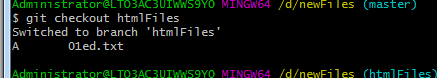 Administrator@LTO3AC3UIWWS9YO MINGW64 /d/newFiles (master)
$ git checkout htmlFiles
Switched to branch 'htmlFiles'
A       01ed.txt
Administrator@LTO3AC3UIWWS9YO MINGW64 /d/newFiles (htmlFiles)